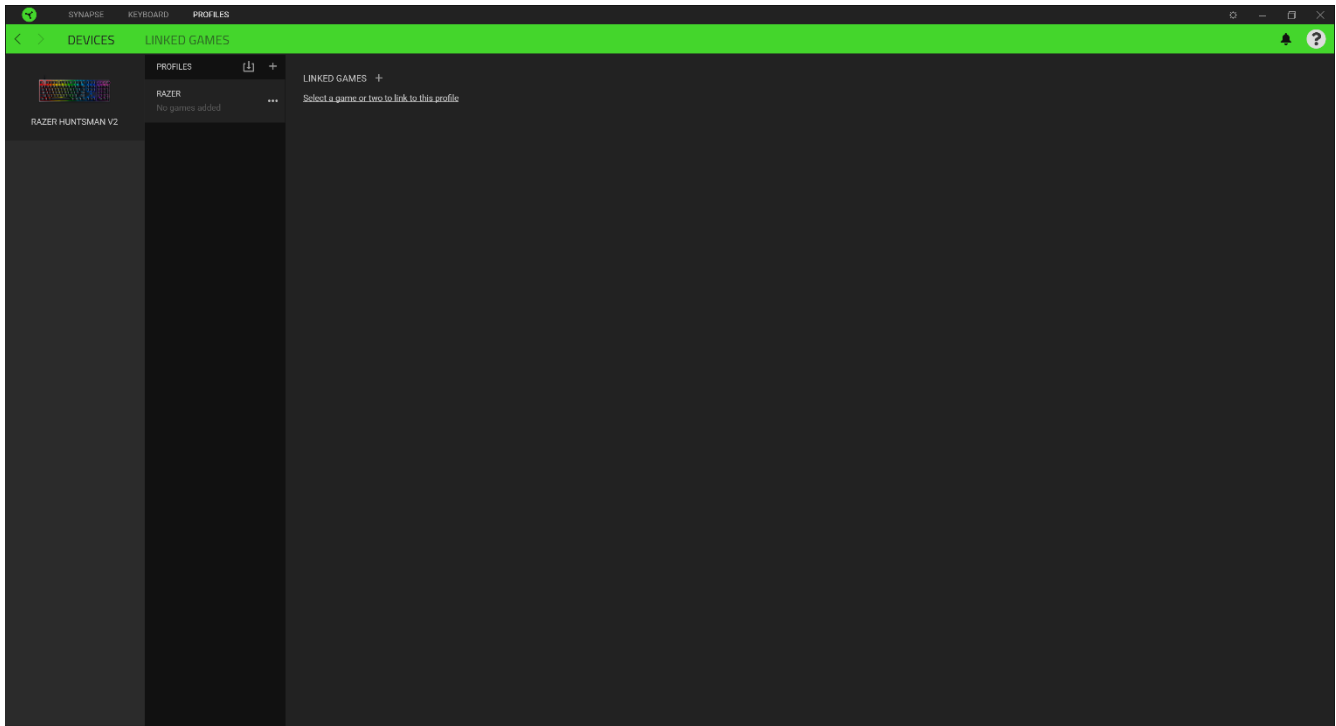 SYNAPSE KEYBOARD PROFILES
DEVICES LINKED GAMES
?
RAZER HUNTSMAN V2
PROFILES
RAZER
No games added
LINKED GAMES +
Select a game or two to link to this profile